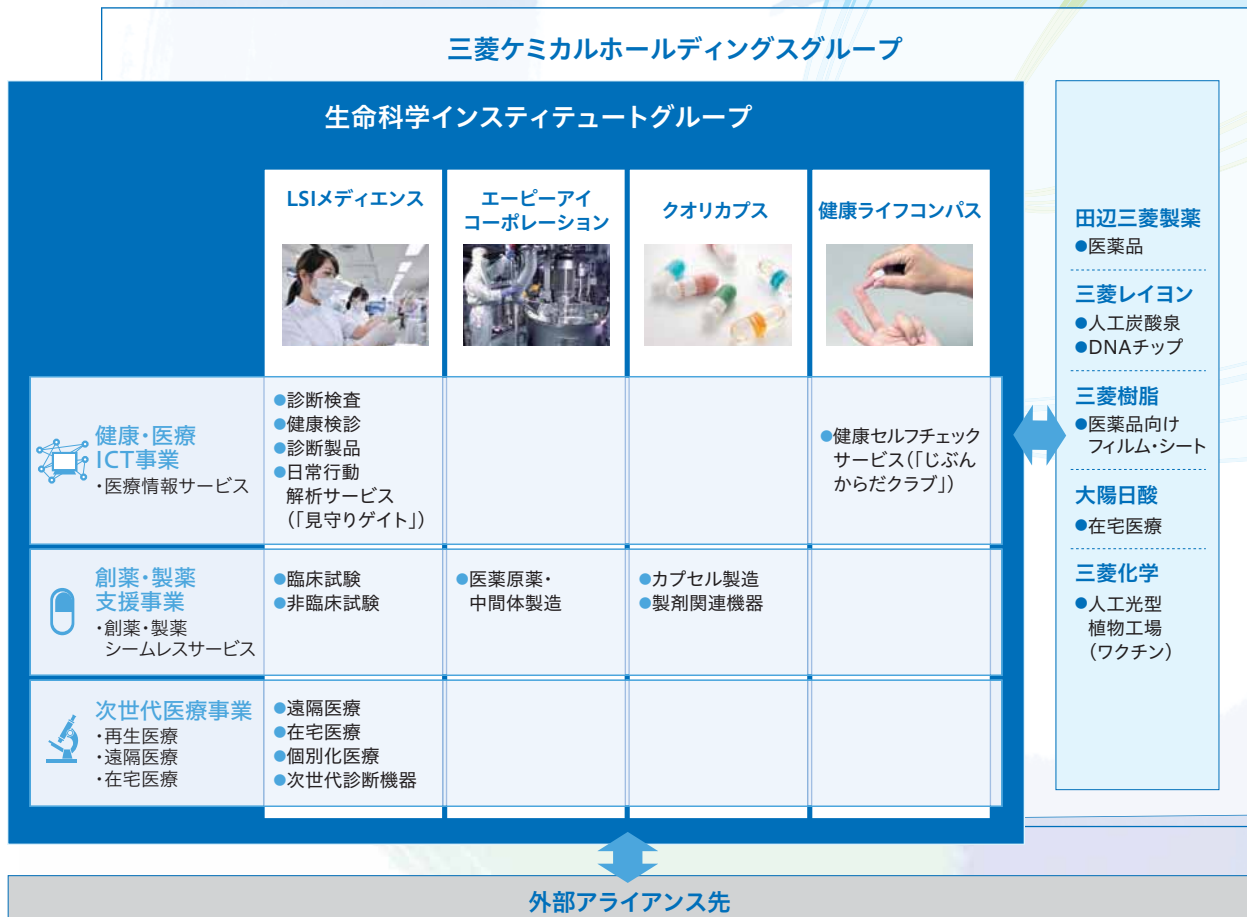 三菱ケミカルホールディングスグループ
生命科学インスティテュートグループ
LSIメディエンス
エーピーアイ
コーポレーション
クオリカプス
健康ライフコンパス
健康・医療
ICT事業
・医療情報サービス
●診断検査
●健康検診
●診断製品
●日常行動
解析サービス
(「見守りゲイト」)
●健康セルフチェック
サービス(「じぶん
からだクラブ」)
創薬・製薬
支援事業
・創薬・製薬
シームレスサービス
●臨床試験
●非臨床試験
●医薬原薬・
中間体製造
●カプセル製造
●製剤関連機器
次世代医療事業
・再生医療
・遠隔医療
・在宅医療
●遠隔医療
●在宅医療
●個別化医療
●次世代診断機器
田辺三菱製薬
●医薬品
三菱レイヨン
●人工炭酸泉
●DNAチップ
三菱樹脂
●医薬品向け
フィルム・シート
大陽日酸
●在宅医療
三菱化学
●人工光型
植物工場
(ワクチン)
外部アライアンス先